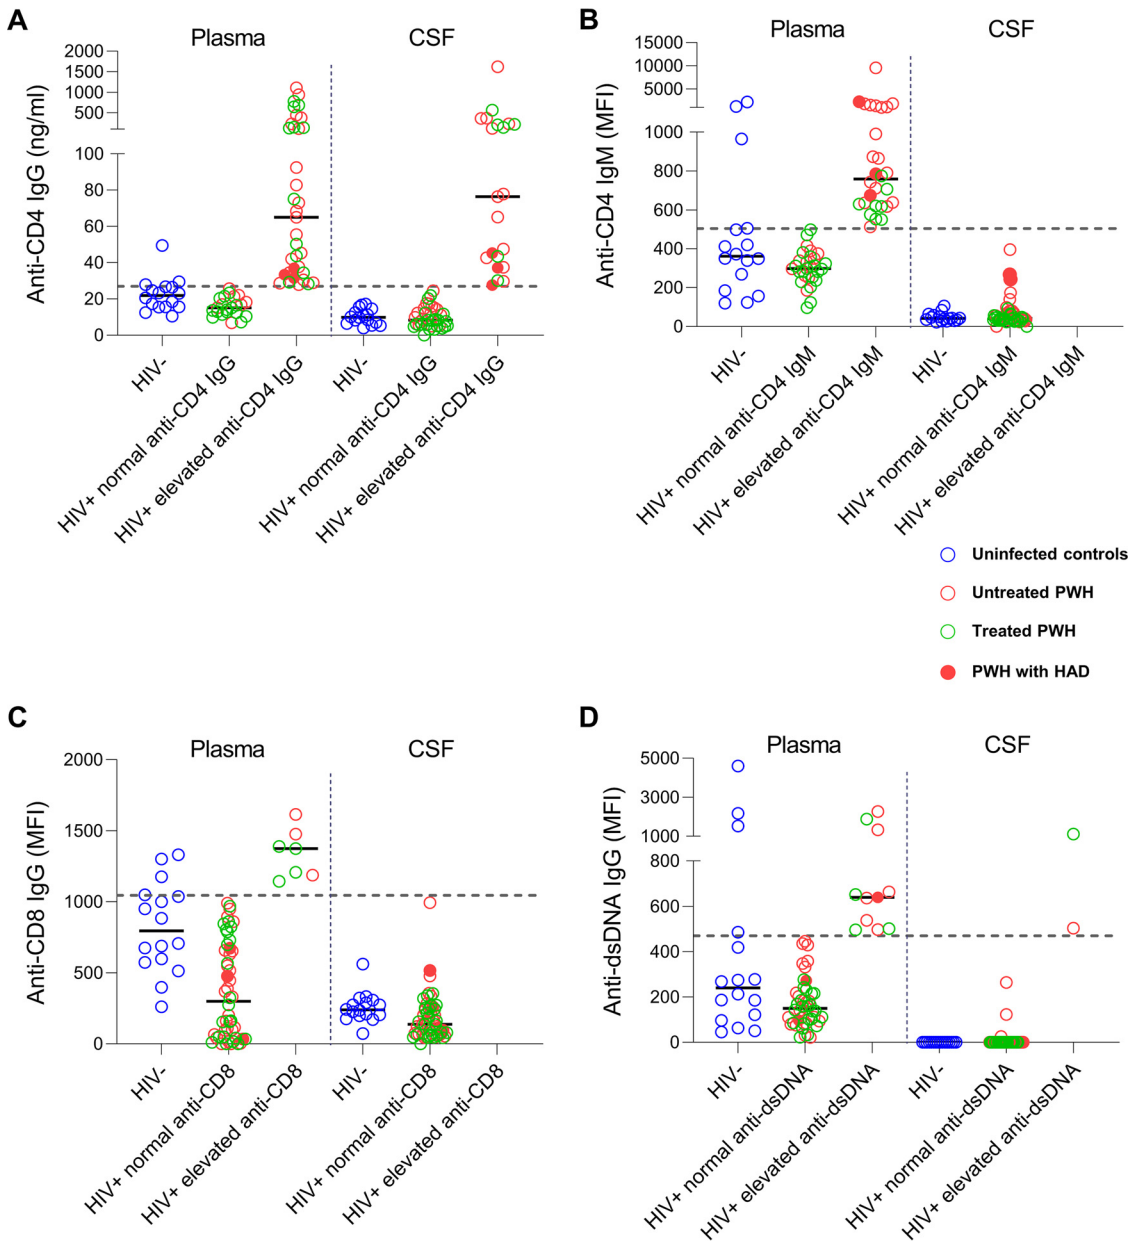 A
Plasma
CSF
Anti-CD4 IgG (ng/ml)
2000
1500
1000
500
100
80
60
40
20
0
HIV-
HIV+ normal anti-CD4 IgG
HIV+ elevated anti-CD4 IgG
HIV-
HIV+ normal anti-CD4 IgG
HIV+ elevated anti-CD4 IgG
B
Plasma
CSF
Anti-CD4 IgM (MFI)
15000
10000
5000
1000
800
600
400
200
0
HIV-
HIV+ normal anti-CD4 IgM
HIV+ elevated anti-CD4 IgM
HIV-
HIV+ normal anti-CD4 IgM
HIV+ elevated anti-CD4 IgM
Uninfected controls
Untreated PWH
Treated PWH
PWH with HAD
C
Plasma
CSF
Anti-CD8 IgG (MFI)
2000
1500
1000
500
0
HIV-
HIV+ normal anti-CD8
HIV+ elevated anti-CD8
HIV-
HIV+ normal anti-CD8
HIV+ elevated anti-CD8
D
Plasma
CSF
Anti-dsDNA IgG (MFI)
5000
3000
1000
800
600
400
200
0
HIV-
HIV+ normal anti-dsDNA
HIV+ elevated anti-dsDNA
HIV-
HIV+ normal anti-dsDNA
HIV+ elevated anti-dsDNA